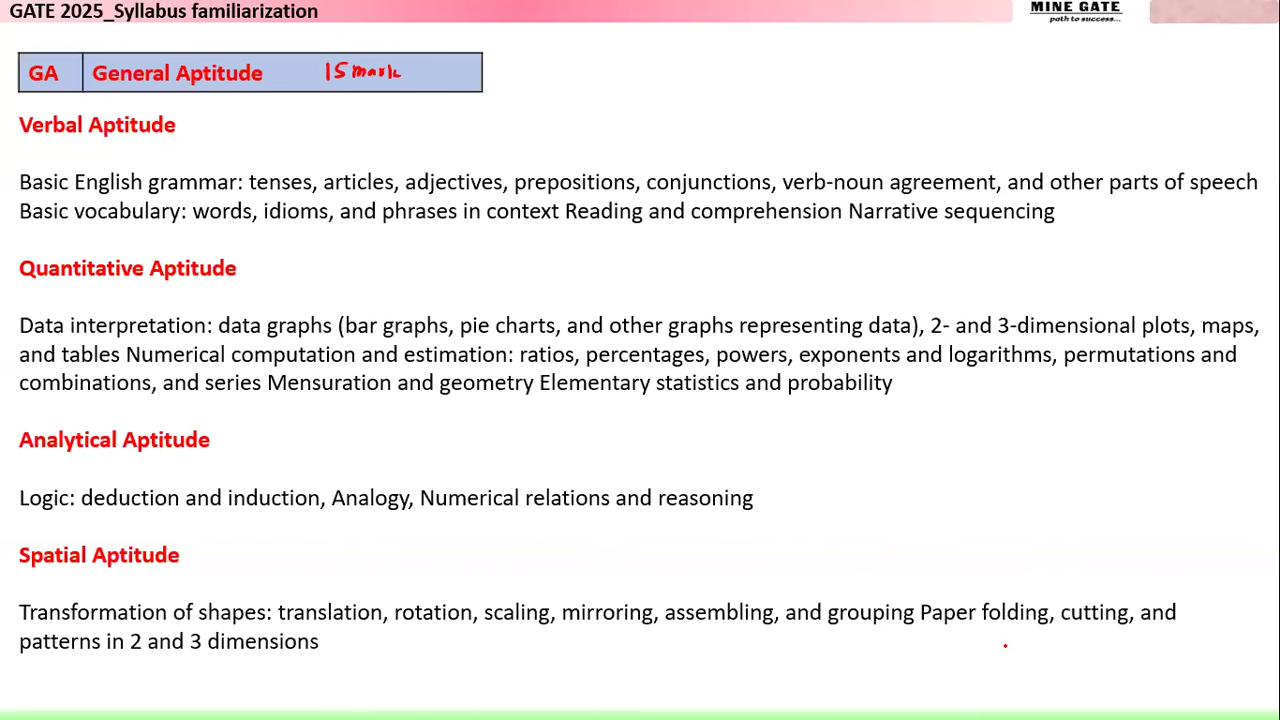 GATE 2025_Syllabus familiarization
MINE GATE
path to success...
GA General Aptitude 15 mark
Verbal Aptitude
Basic English grammar: tenses, articles, adjectives, prepositions, conjunctions, verb-noun agreement, and other parts of speech
Basic vocabulary: words, idioms, and phrases in context Reading and comprehension Narrative sequencing
Quantitative Aptitude
Data interpretation: data graphs (bar graphs, pie charts, and other graphs representing data), 2- and 3-dimensional plots, maps,
and tables Numerical computation and estimation: ratios, percentages, powers, exponents and logarithms, permutations and
combinations, and series Mensuration and geometry Elementary statistics and probability
Analytical Aptitude
Logic: deduction and induction, Analogy, Numerical relations and reasoning
Spatial Aptitude
Transformation of shapes: translation, rotation, scaling, mirroring, assembling, and grouping Paper folding, cutting, and
patterns in 2 and 3 dimensions